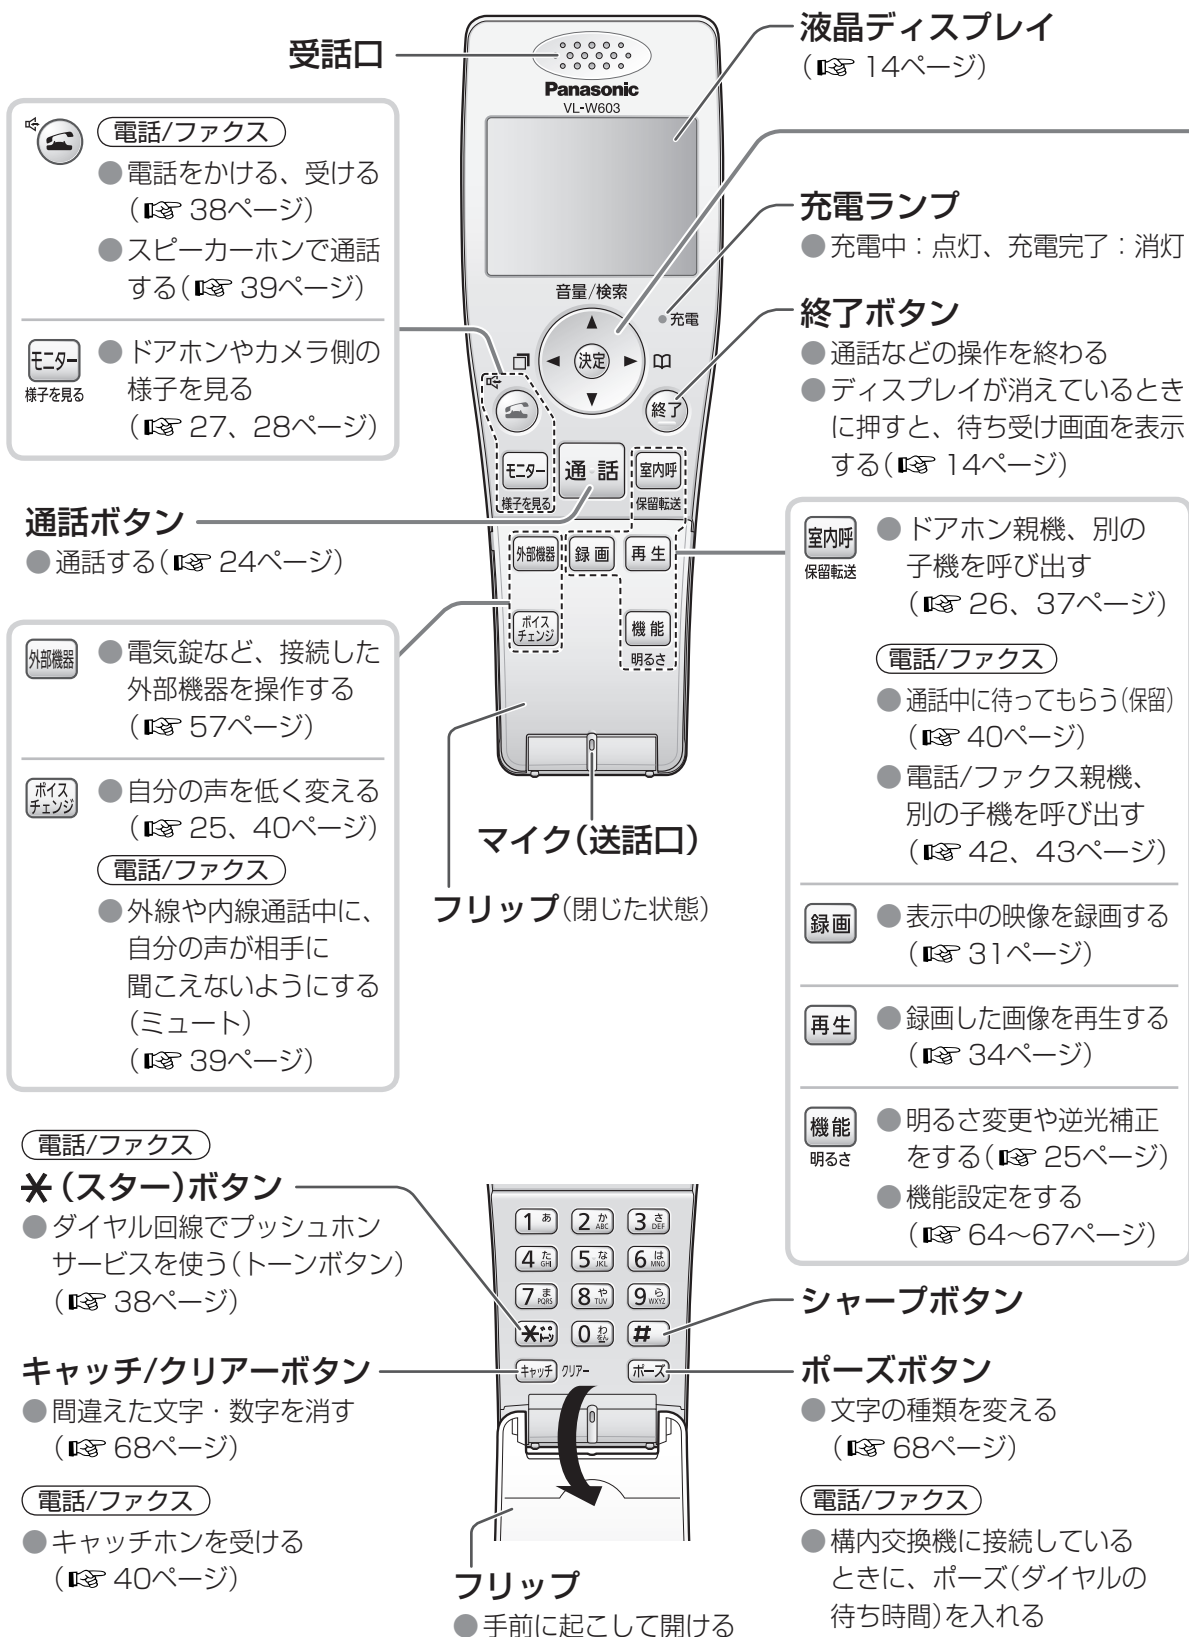 受話口
液晶ディスプレイ
(☞ 14ページ)
Panasonic
VL-W603
電話/ファクス
●電話をかける、受ける
(☞ 38ページ)
●スピーカーホンで通話
する(☞ 39ページ)
モニター
様子を見る
●ドアホンやカメラ側の
様子を見る
(☞ 27、28ページ)
充電ランプ
●充電中：点灯、充電完了：消灯
終了ボタン
●通話などの操作を終わる
●ディスプレイが消えているとき
に押すと、待ち受け画面を表示
する(☞ 14ページ)
音量/検索
充電
決定
終了
モニター
様子を見る
通話
室内呼
保留転送
外部機器
録画
再生
ボイス
チェンジ
機能
明るさ
通話ボタン
●通話する(☞ 24ページ)
外部機器
●電気錠など、接続した
外部機器を操作する
(☞ 57ページ)
ボイス
チェンジ
●自分の声を低く変える
(☞ 25、40ページ)
電話/ファクス
●外線や内線通話中に、
自分の声が相手に
聞こえないようにする
(ミュート)
(☞ 39ページ)
マイク(送話口)
フリップ(閉じた状態)
室内呼
保留転送
●ドアホン親機、別の
子機を呼び出す
(☞ 26、37ページ)
電話/ファクス
●通話中に待ってもらう(保留)
(☞ 40ページ)
●電話/ファクス親機、
別の子機を呼び出す
(☞ 42、43ページ)
録画
●表示中の映像を録画する
(☞ 31ページ)
再生
●録画した画像を再生する
(☞ 34ページ)
機能
明るさ
●明るさ変更や逆光補正
をする(☞ 25ページ)
●機能設定をする
(☞ 64〜67ページ)
電話/ファクス
＊(スター)ボタン
●ダイヤル回線でプッシュホン
サービスを使う(トーンボタン)
(☞ 38ページ)
キャッチ/クリアーボタン
●間違えた文字・数字を消す
(☞ 68ページ)
電話/ファクス
●キャッチホンを受ける
(☞ 40ページ)
1 あ 2 か ABC 3 さ DEF
4 た GHI 5 な JKL 6 は MNO
7 ま PQRS 8 や TUV 9 ら WXYZ
＊ トーン 0 わをん #
キャッチ クリアー ポーズ
フリップ
●手前に起こして開ける
シャープボタン
ポーズボタン
●文字の種類を変える
(☞ 68ページ)
電話/ファクス
●構内交換機に接続している
ときに、ポーズ(ダイヤルの
待ち時間)を入れる